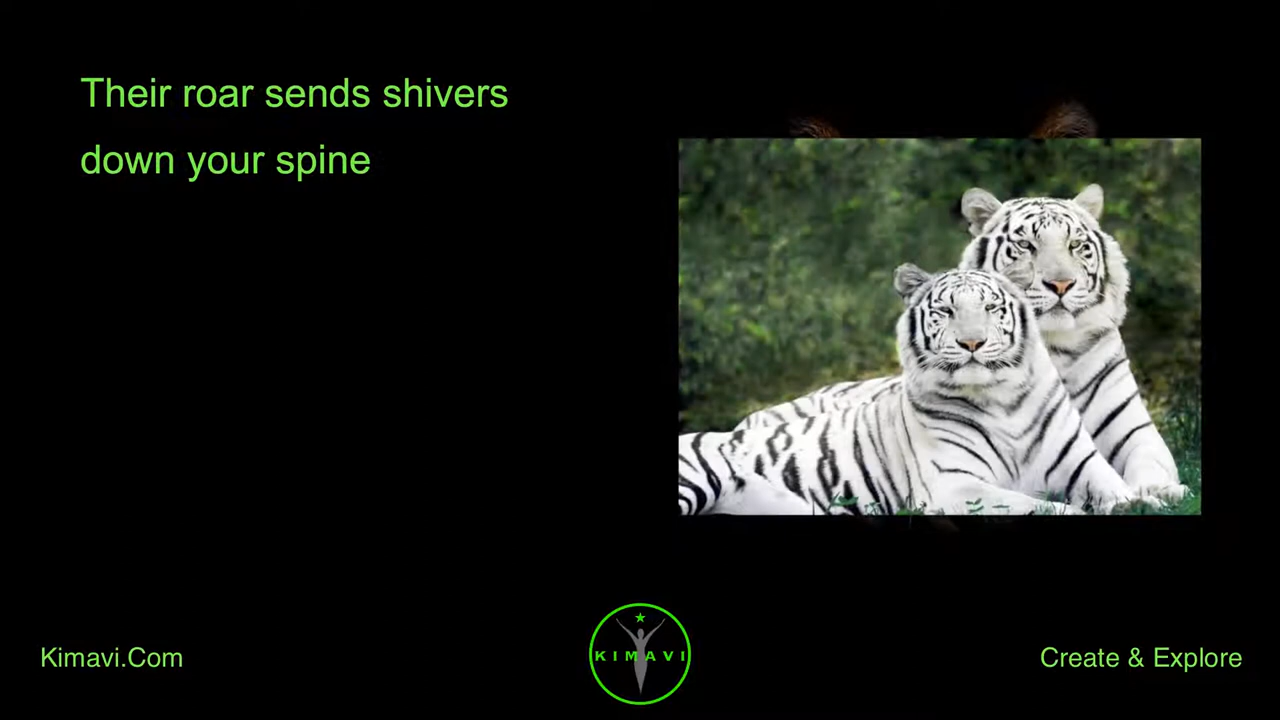 Their roar sends shivers
down your spine
KIMAVI
Kimavi.Com
Create & Explore